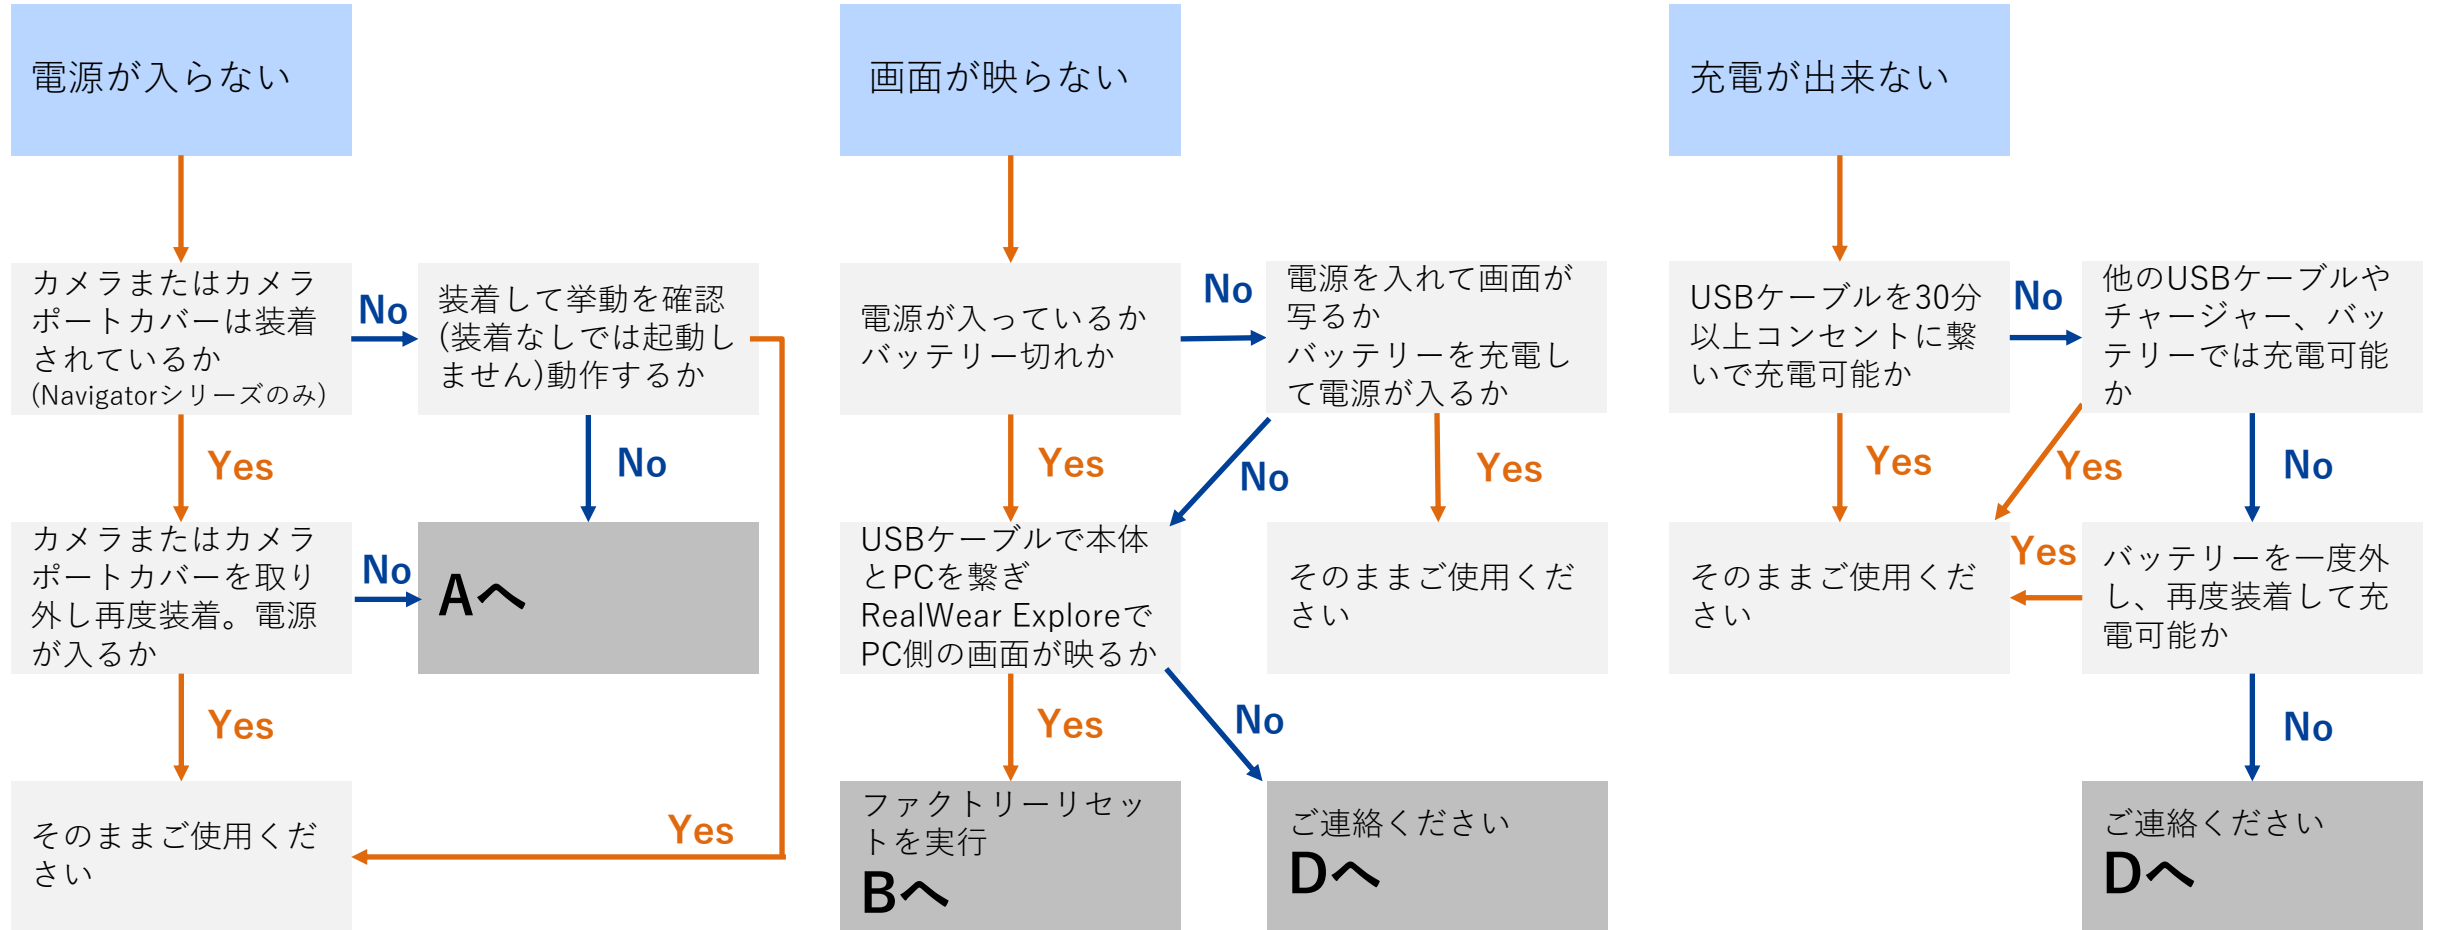 電源が入らない
カメラまたはカメラ
ポートカバーは装着
されているか
(Navigatorシリーズのみ)
No
装着して挙動を確認
(装着なしでは起動し
ません)動作するか
Yes
No
カメラまたはカメラ
ポートカバーを取り
外し再度装着。電源
が入るか
No
Aへ
Yes
Yes
そのままご使用くだ
さい
画面が映らない
電源が入っているか
バッテリー切れか
No
電源を入れて画面が
写るか
バッテリーを充電し
て電源が入るか
Yes
No
Yes
USBケーブルで本体
とPCを繋ぎ
RealWear Exploreで
PC側の画面が映るか
そのままご使用くだ
さい
Yes
No
ファクトリーリセッ
トを実行
Bへ
ご連絡ください
Dへ
充電が出来ない
USBケーブルを30分
以上コンセントに繋
いで充電可能か
No
他のUSBケーブルや
チャージャー、バッ
テリーでは充電可能
か
Yes
Yes
No
そのままご使用くだ
さい
Yes
バッテリーを一度外
し、再度装着して充
電可能か
No
ご連絡ください
Dへ